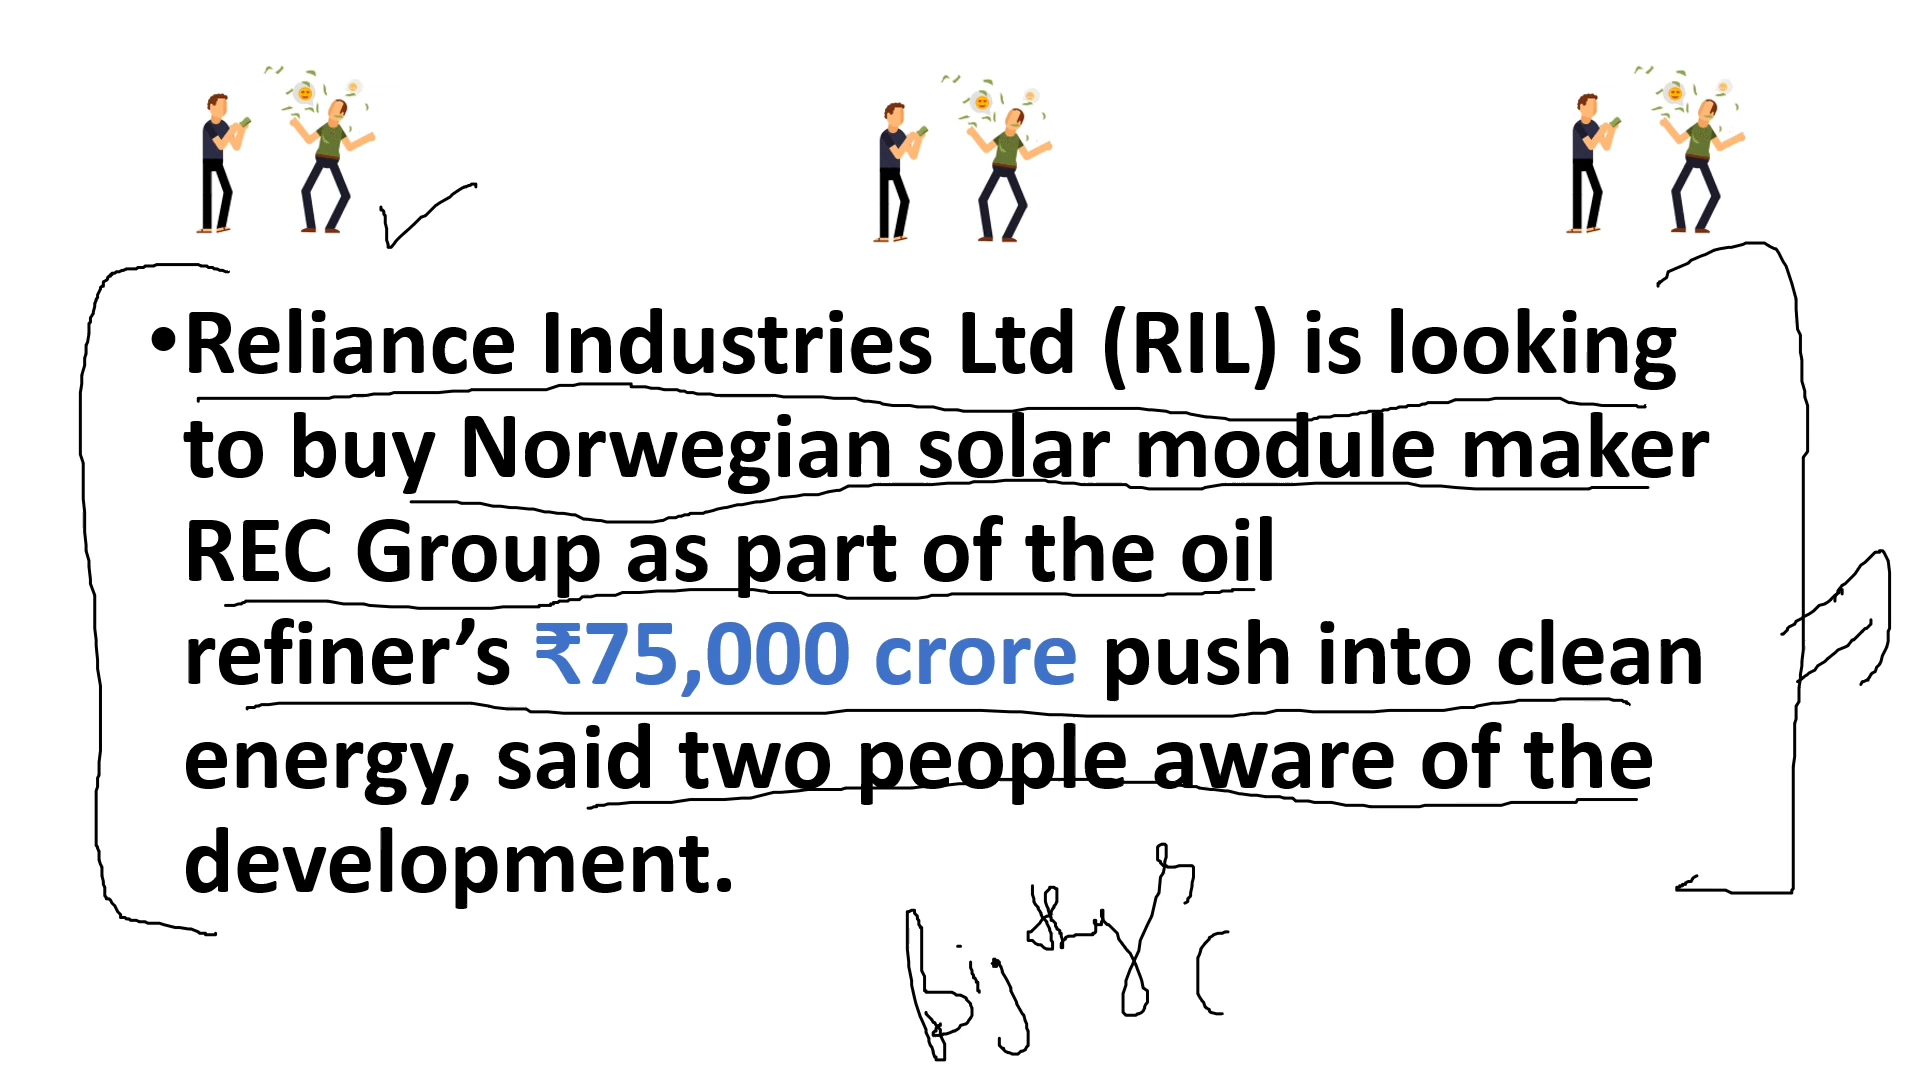 •Reliance Industries Ltd (RIL) is looking
to buy Norwegian solar module maker
REC Group as part of the oil
refiner’s ₹75,000 crore push into clean
energy, said two people aware of the
development.
big